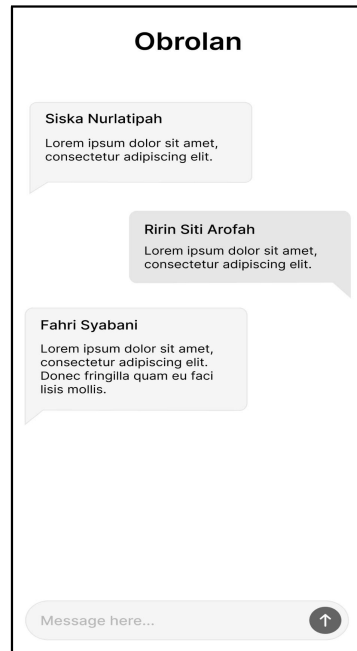 Obrolan
Siska Nurlatipah
Lorem ipsum dolor sit amet,
consectetur adipiscing elit.
Ririn Siti Arofah
Lorem ipsum dolor sit amet,
consectetur adipiscing elit.
Fahri Syabani
Lorem ipsum dolor sit amet,
consectetur adipiscing elit.
Donec fringilla quam eu faci
lisis mollis.
Message here...